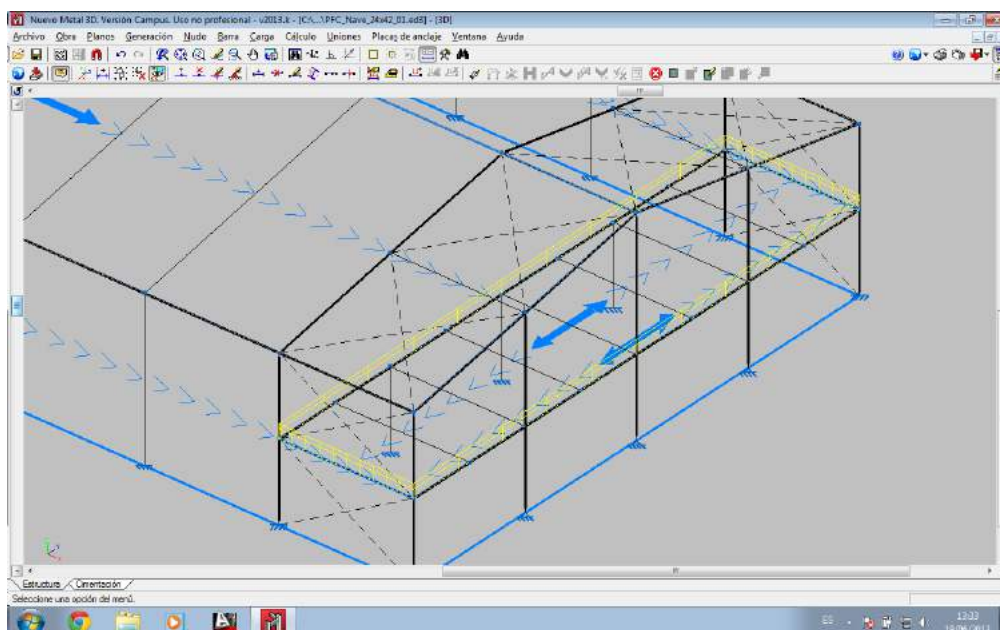 Nuevo Metal 3D. Versión Campus. Uso no profesional - v2013.k - [C:\...\PFC_Nave_24x42_01.ed3] - [3D]
Archivo Obra Planos Generación Nudo Barra Carga Cálculo Uniones Placas de anclaje Ventana Ayuda
Estructura Cimentación
Seleccione una opción del menú.
ES
13:33